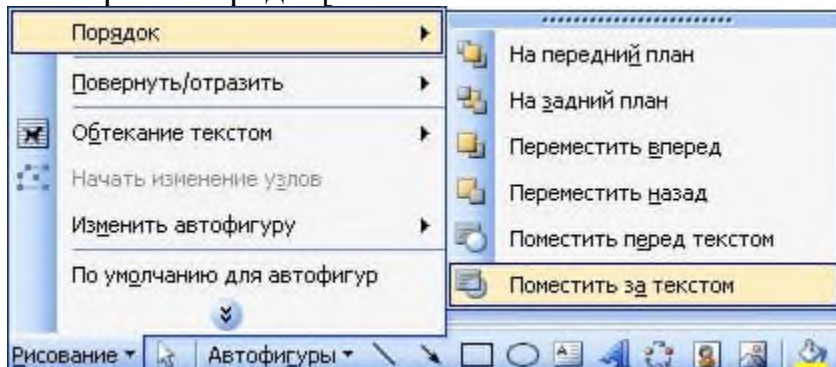 Порядок
Повернуть/отразить
Обтекание текстом
Начать изменение узлов
Изменить автофигуру
По умолчанию для автофигур
На передний план
На задний план
Переместить вперед
Переместить назад
Поместить перед текстом
Поместить за текстом
Рисование
Автофигуры